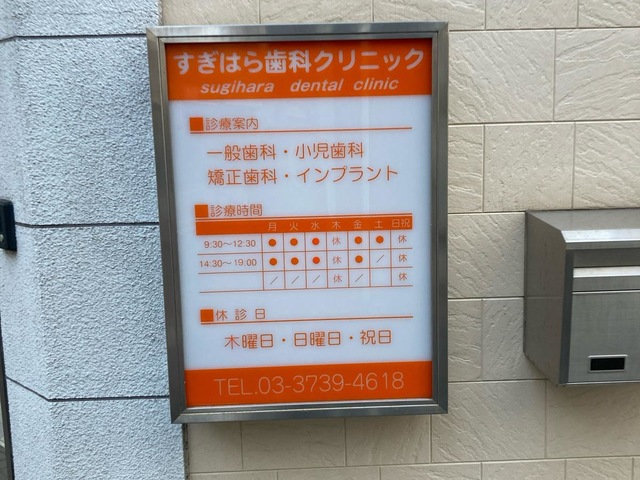 すぎはら歯科クリニック
sugihara dental clinic
■診療案内
一般歯科・小児歯科
矯正歯科・インプラント
■診療時間
月 火 水 木 金 土 日祝
9:30～12:30 ● ● ● 休 ● ● 休
14:30～19:00 ● ● ● 休 ● ／ 休
／ ／ ／ 休 ／ 休
■休診日
木曜日・日曜日・祝日
TEL.03-3739-4618